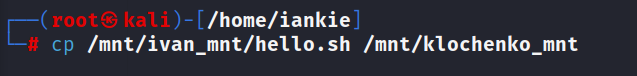 ┌──(root㉿kali)-[/home/iankie]
└─# cp /mnt/ivan_mnt/hello.sh /mnt/klochenko_mnt